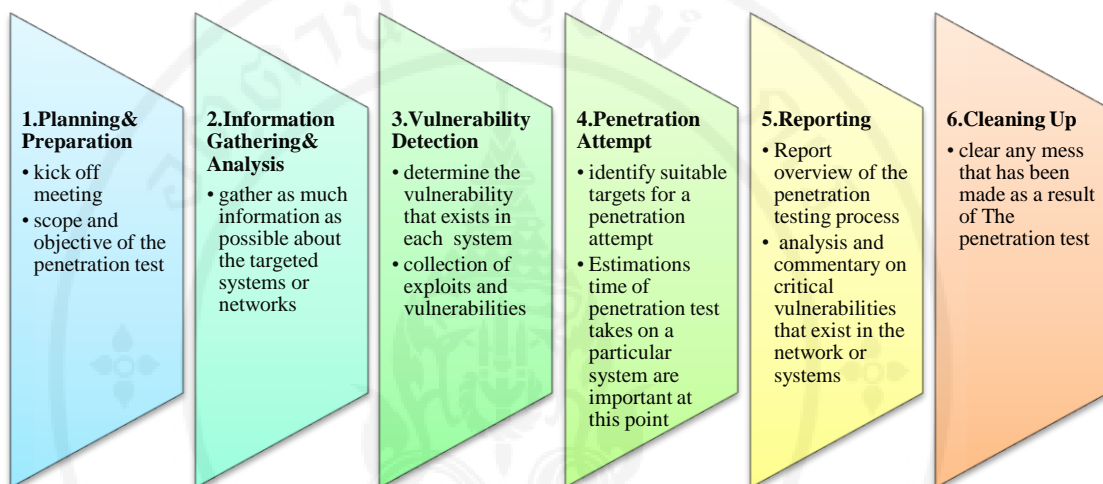 1.Planning&
Preparation
• kick off
meeting
• scope and
objective of the
penetration test
2.Information
Gathering&
Analysis
• gather as much
information as
possible about
the targeted
systems or
networks
3.Vulnerability
Detection
• determine the
vulnerability
that exists in
each system
• collection of
exploits and
vulnerabilities
4.Penetration
Attempt
• identify suitable
targets for a
penetration
attempt
• Estimations
time of
penetration test
takes on a
particular
system are
important at
this point
5.Reporting
• Report
overview of the
penetration
testing process
• analysis and
commentary on
critical
vulnerabilities
that exist in the
network or
systems
6.Cleaning Up
• clear any mess
that has been
made as a result
of The
penetration test